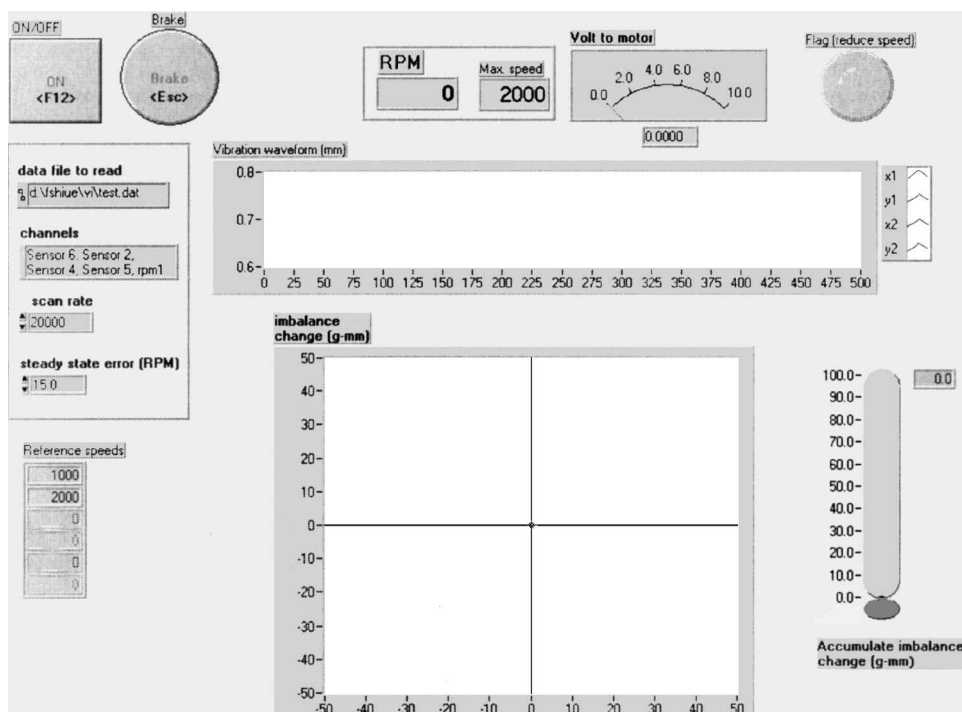 ON/OFF
ON
<F12>
Brake
Brake
<Esc>
RPM
0
Max. speed
2000
Volt to motor
0.0 2.0 4.0 6.0 8.0 10.0
0.0000
Flag (reduce speed)
data file to read
d:\fshiue\vi\test.dat
channels
Sensor 6, Sensor 2,
Sensor 4, Sensor 5, rpm1
scan rate
20000
steady state error (RPM)
15.0
Reference speeds
1000
2000
0
0
0
0
Vibration waveform (mm)
0.8
0.7
0.6
0 25 50 75 100 125 150 175 200 225 250 275 300 325 350 375 400 425 450 475 500
x1
y1
x2
y2
imbalance
change (g-mm)
50
40
30
20
10
0
-10
-20
-30
-40
-50
-50 -40 -30 -20 -10 0 10 20 30 40 50
100.0
90.0
80.0
70.0
60.0
50.0
40.0
30.0
20.0
10.0
0.0
0.0
Accumulate imbalance
change (g-mm)